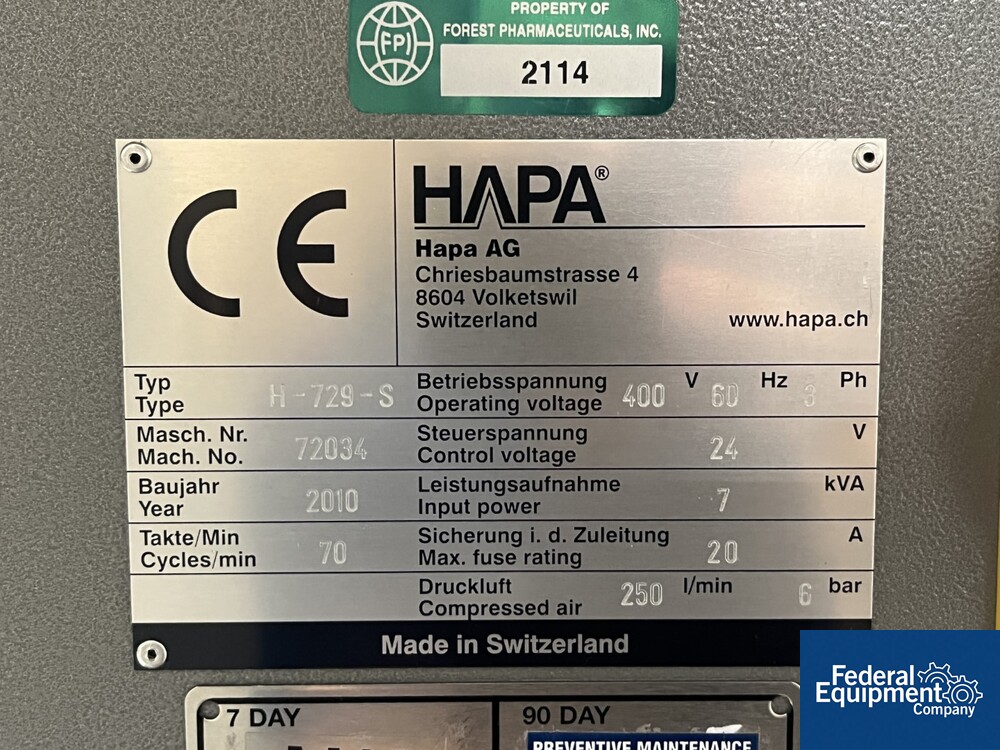 FPI
PROPERTY OF
FOREST PHARMACEUTICALS, INC.
2114
CE
HAPA®
Hapa AG
Chriesbaumstrasse 4
8604 Volketswil
Switzerland
www.hapa.ch
Typ
Type H-729-S
Betriebsspannung
Operating voltage 400 V 60 Hz 3 Ph
Masch. Nr.
Mach. No. 72034
Steuerspannung
Control voltage 24 V
Baujahr
Year 2010
Leistungsaufnahme
Input power 7 kVA
Takte/Min
Cycles/min 70
Sicherung i. d. Zuleitung
Max. fuse rating 20 A
Druckluft
Compressed air 250 l/min 6 bar
Made in Switzerland
7 DAY
90 DAY
PREVENTIVE MAINTENANCE
Federal
Equipment
Company